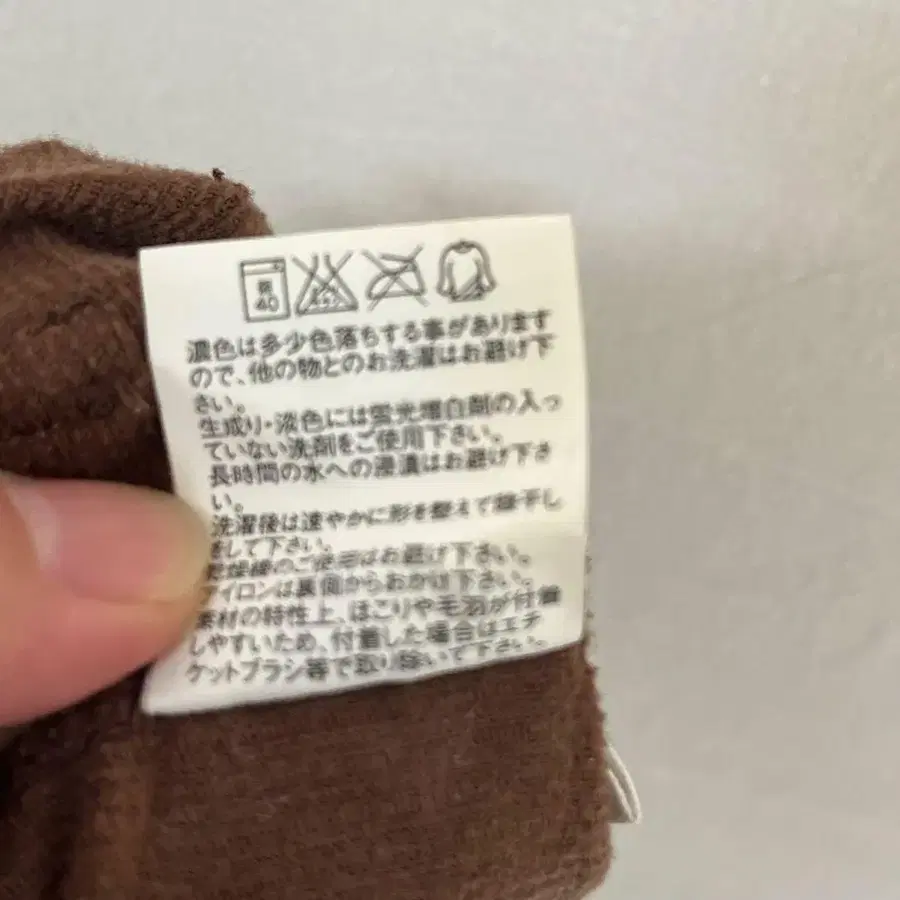 弱
40
濃色は多少色落ちする事があります
ので、他の物とのお洗濯はお避け下
さい。
生成り・淡色には蛍光増白剤の入っ
ていない洗剤をご使用下さい。
長時間の水への浸漬はお避け下さ
い。
洗濯後は速やかに形を整えて陰干し
をして下さい。
乾燥機のご使用はお避け下さい。
アイロンは裏側からおかけ下さい。
素材の特性上、ほこりや毛羽が付着
しやすいため、付着した場合はエチ
ケットブラシ等で取り除いて下さい。